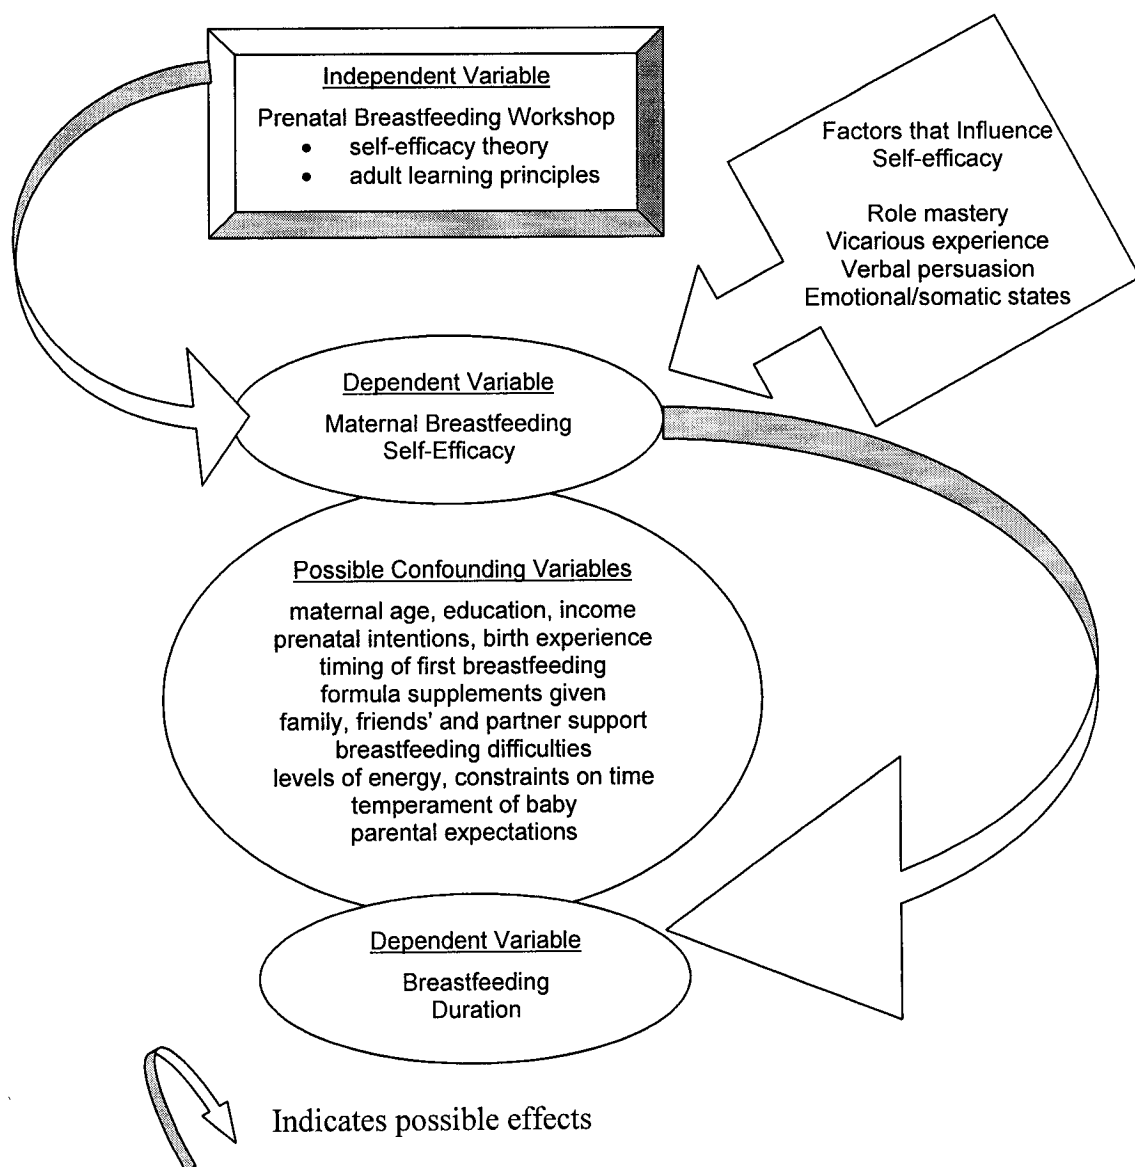 Independent Variable
Prenatal Breastfeeding Workshop
• self-efficacy theory
• adult learning principles
Factors that Influence
Self-efficacy
Role mastery
Vicarious experience
Verbal persuasion
Emotional/somatic states
Dependent Variable
Maternal Breastfeeding
Self-Efficacy
Possible Confounding Variables
maternal age, education, income
prenatal intentions, birth experience
timing of first breastfeeding
formula supplements given
family, friends' and partner support
breastfeeding difficulties
levels of energy, constraints on time
temperament of baby
parental expectations
Dependent Variable
Breastfeeding
Duration
Indicates possible effects